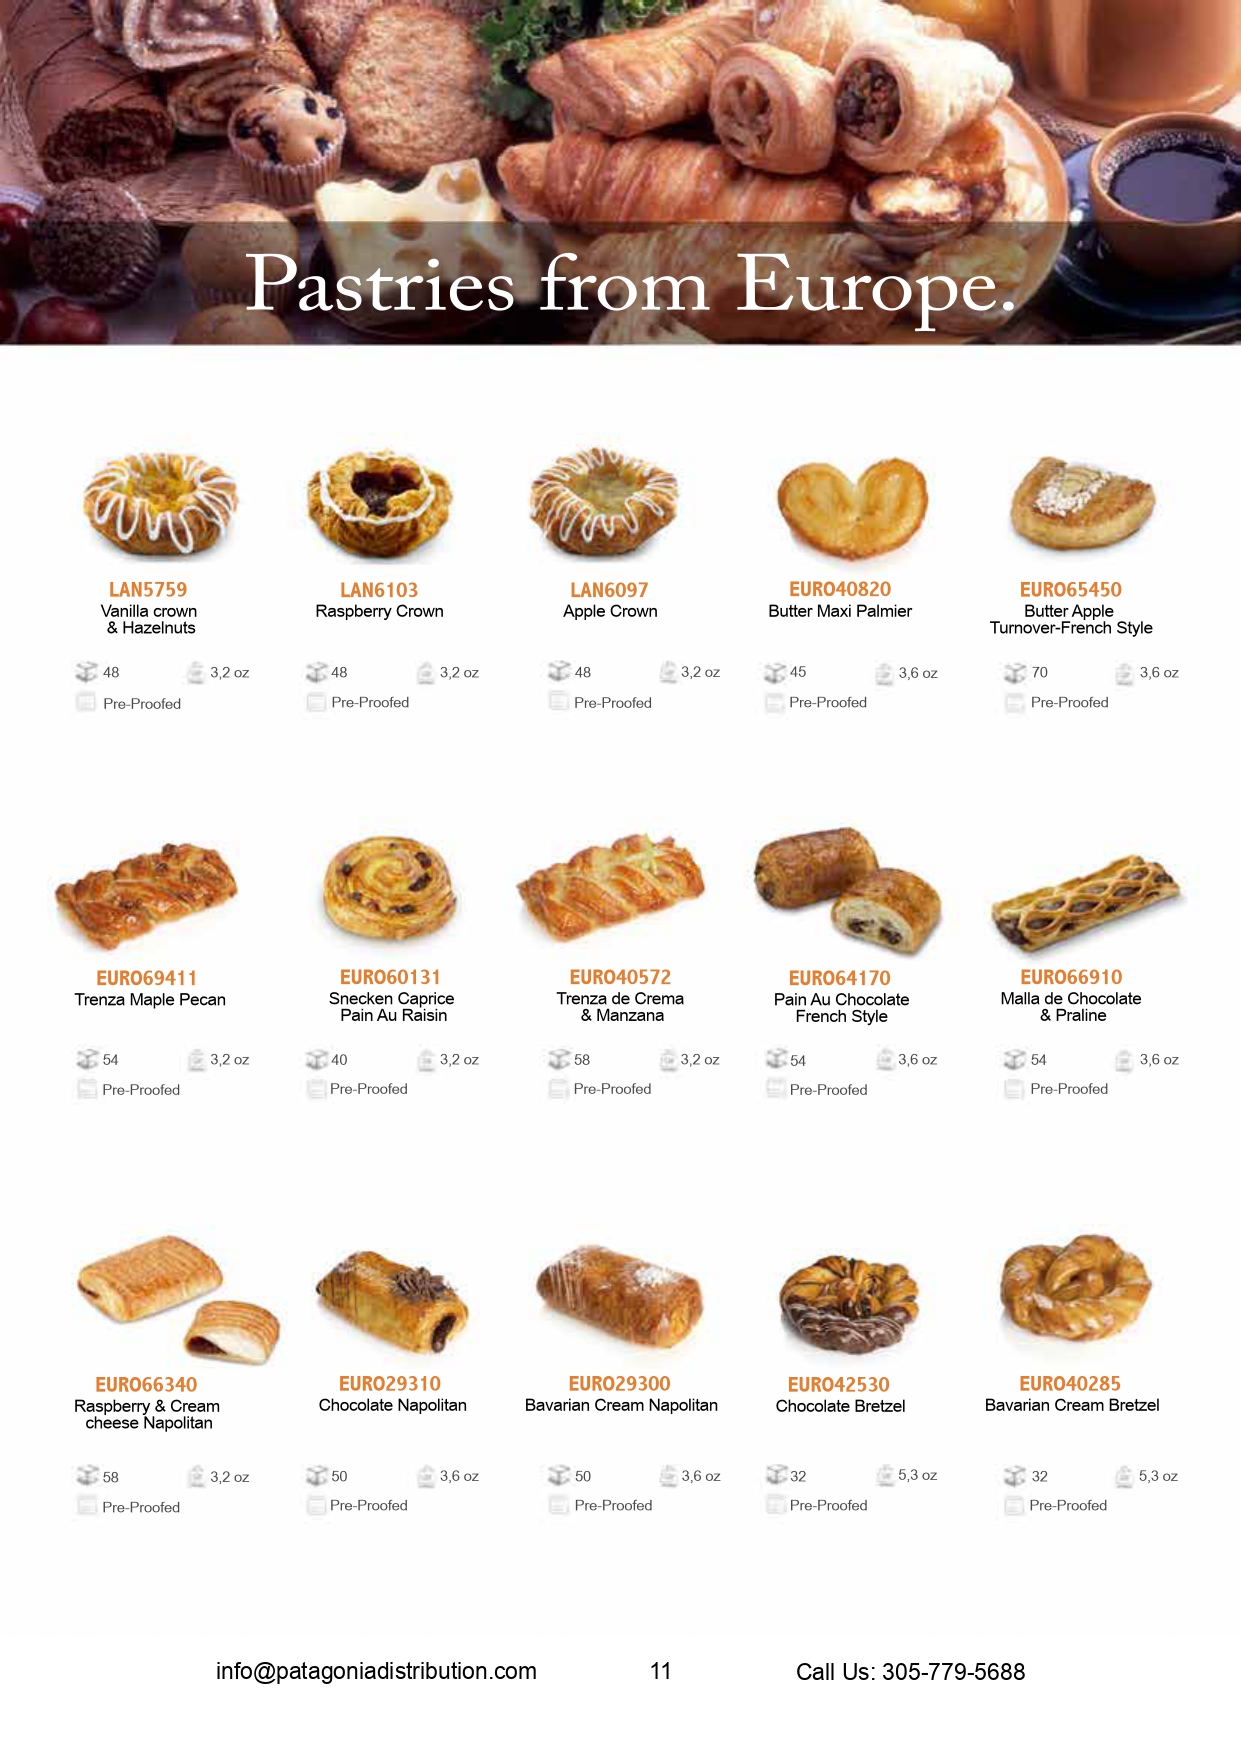 Pastries from Europe.
LAN5759
Vanilla crown
& Hazelnuts
48
3,2 oz
Pre-Proofed
LAN6103
Raspberry Crown
48
3,2 oz
Pre-Proofed
LAN6097
Apple Crown
48
3,2 oz
Pre-Proofed
EURO40820
Butter Maxi Palmier
45
3,6 oz
Pre-Proofed
EURO65450
Butter Apple
Turnover-French Style
70
3,6 oz
Pre-Proofed
EURO69411
Trenza Maple Pecan
54
3,2 oz
Pre-Proofed
EURO60131
Snecken Caprice
Pain Au Raisin
40
3,2 oz
Pre-Proofed
EURO40572
Trenza de Crema
& Manzana
58
3,2 oz
Pre-Proofed
EURO64170
Pain Au Chocolate
French Style
54
3,6 oz
Pre-Proofed
EURO66910
Malla de Chocolate
& Praline
54
3,6 oz
Pre-Proofed
EURO66340
Raspberry & Cream
cheese Napolitan
58
3,2 oz
Pre-Proofed
EURO29310
Chocolate Napolitan
50
3,6 oz
Pre-Proofed
EURO29300
Bavarian Cream Napolitan
50
3,6 oz
Pre-Proofed
EURO42530
Chocolate Bretzel
32
5,3 oz
Pre-Proofed
EURO40285
Bavarian Cream Bretzel
32
5,3 oz
Pre-Proofed
info@patagoniadistribution.com
11
Call Us: 305-779-5688